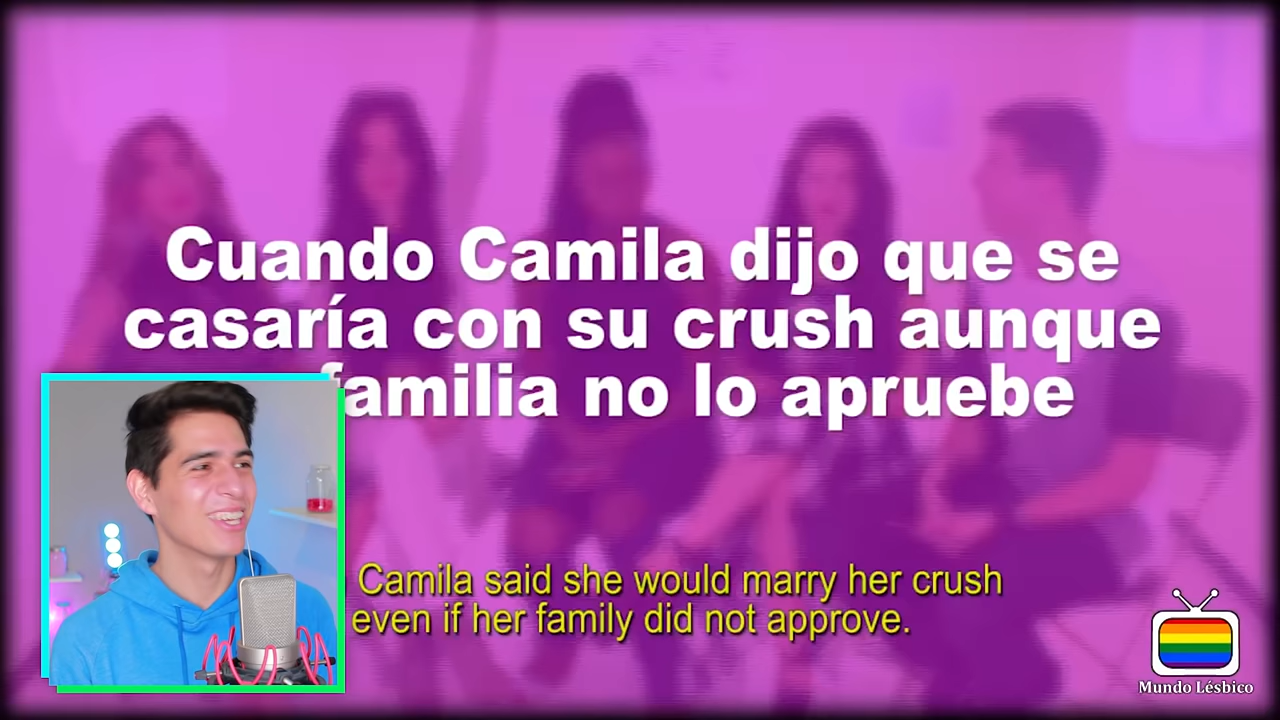 Cuando Camila dijo que se
casaría con su crush aunque
familia no lo apruebe
Camila said she would marry her crush
even if her family did not approve.
Mundo Lésbico